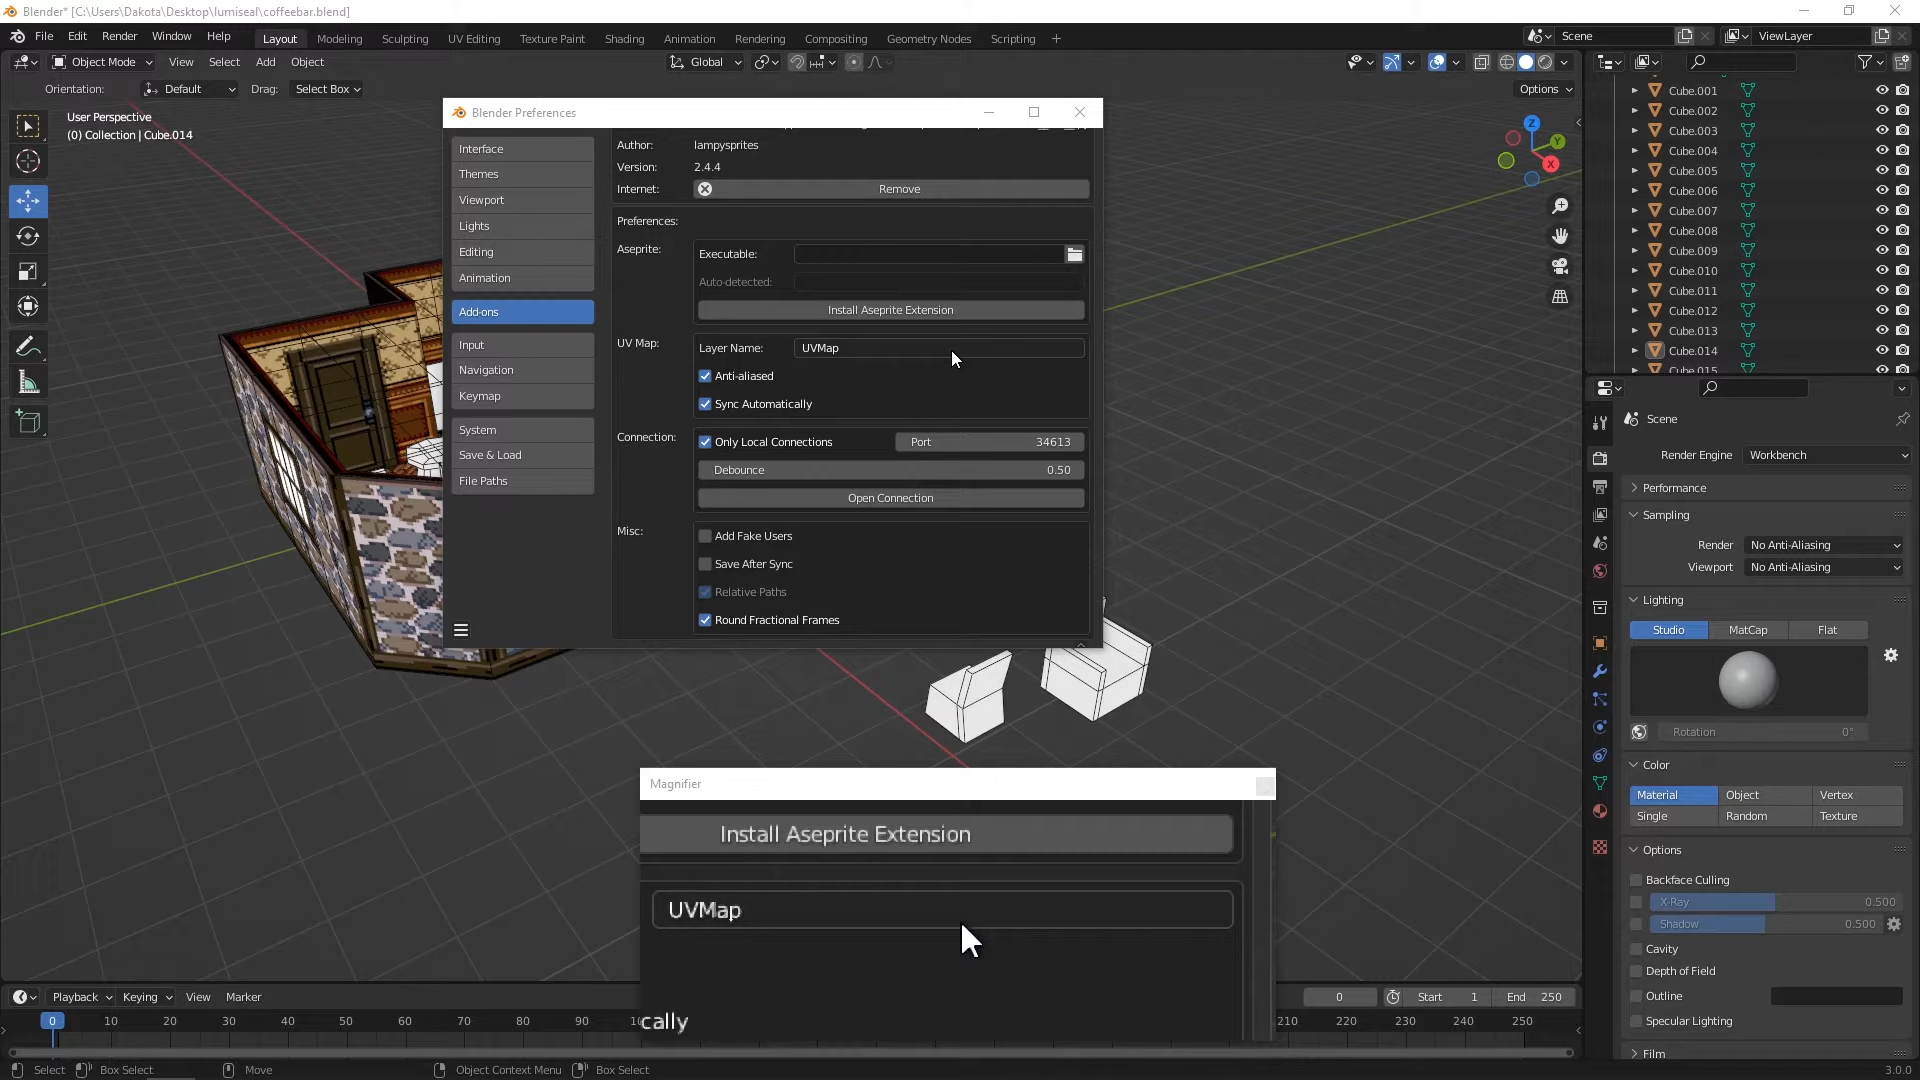 Blender* [C:\Users\Dakota\Desktop\lumiseal\coffeebar.blend]
File Edit Render Window Help Layout Modeling Sculpting UV Editing Texture Paint Shading Animation Rendering Compositing Geometry Nodes Scripting + Scene ViewLayer
Object Mode View Select Add Object Global
Orientation: Default Drag: Select Box Options
User Perspective
(0) Collection | Cube.014
Z
Y
X
Blender Preferences
Interface
Themes
Viewport
Lights
Editing
Animation
Add-ons
Input
Navigation
Keymap
System
Save & Load
File Paths
Author: lampysprites
Version: 2.4.4
Internet: Remove
Preferences:
Aseprite: Executable:
Auto-detected:
Install Aseprite Extension
UV Map: Layer Name: UVMap
Anti-aliased
Sync Automatically
Connection: Only Local Connections Port 34613
Debounce 0.50
Open Connection
Misc: Add Fake Users
Save After Sync
Relative Paths
Round Fractional Frames
Magnifier
Install Aseprite Extension
UVMap
cally
Cube.001
Cube.002
Cube.003
Cube.004
Cube.005
Cube.006
Cube.007
Cube.008
Cube.009
Cube.010
Cube.011
Cube.012
Cube.013
Cube.014
Cube.015
Scene
Render Engine Workbench
Performance
Sampling
Render No Anti-Aliasing
Viewport No Anti-Aliasing
Lighting
Studio MatCap Flat
Rotation 0°
Color
Material Object Vertex
Single Random Texture
Options
Backface Culling
X-Ray 0.500
Shadow 0.500
Cavity
Depth of Field
Outline
Specular Lighting
Film
Playback Keying View Marker 0 Start 1 End 250
0 10 20 30 40 50 60 70 80 90 210 220 230 240 250
Select Box Select Move Object Context Menu Box Select 3.0.0